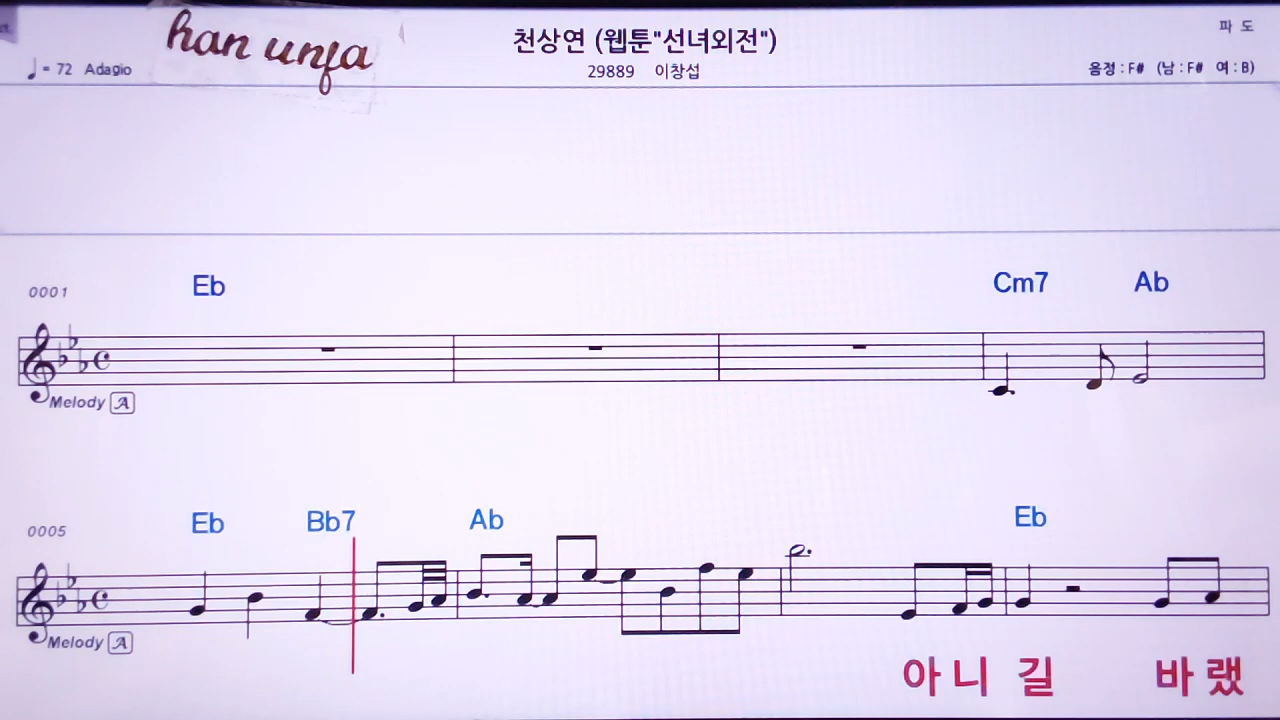 han unfa
천상연 (웹툰"선녀외전")
파 도
♩= 72 Adagio
29889 이창섭
음정 : F# (남 : F# 여 : B)
0001
Eb Cm7 Ab
Melody A
0005
Eb Bb7 Ab Eb
Melody A
아 니 길 바 랬